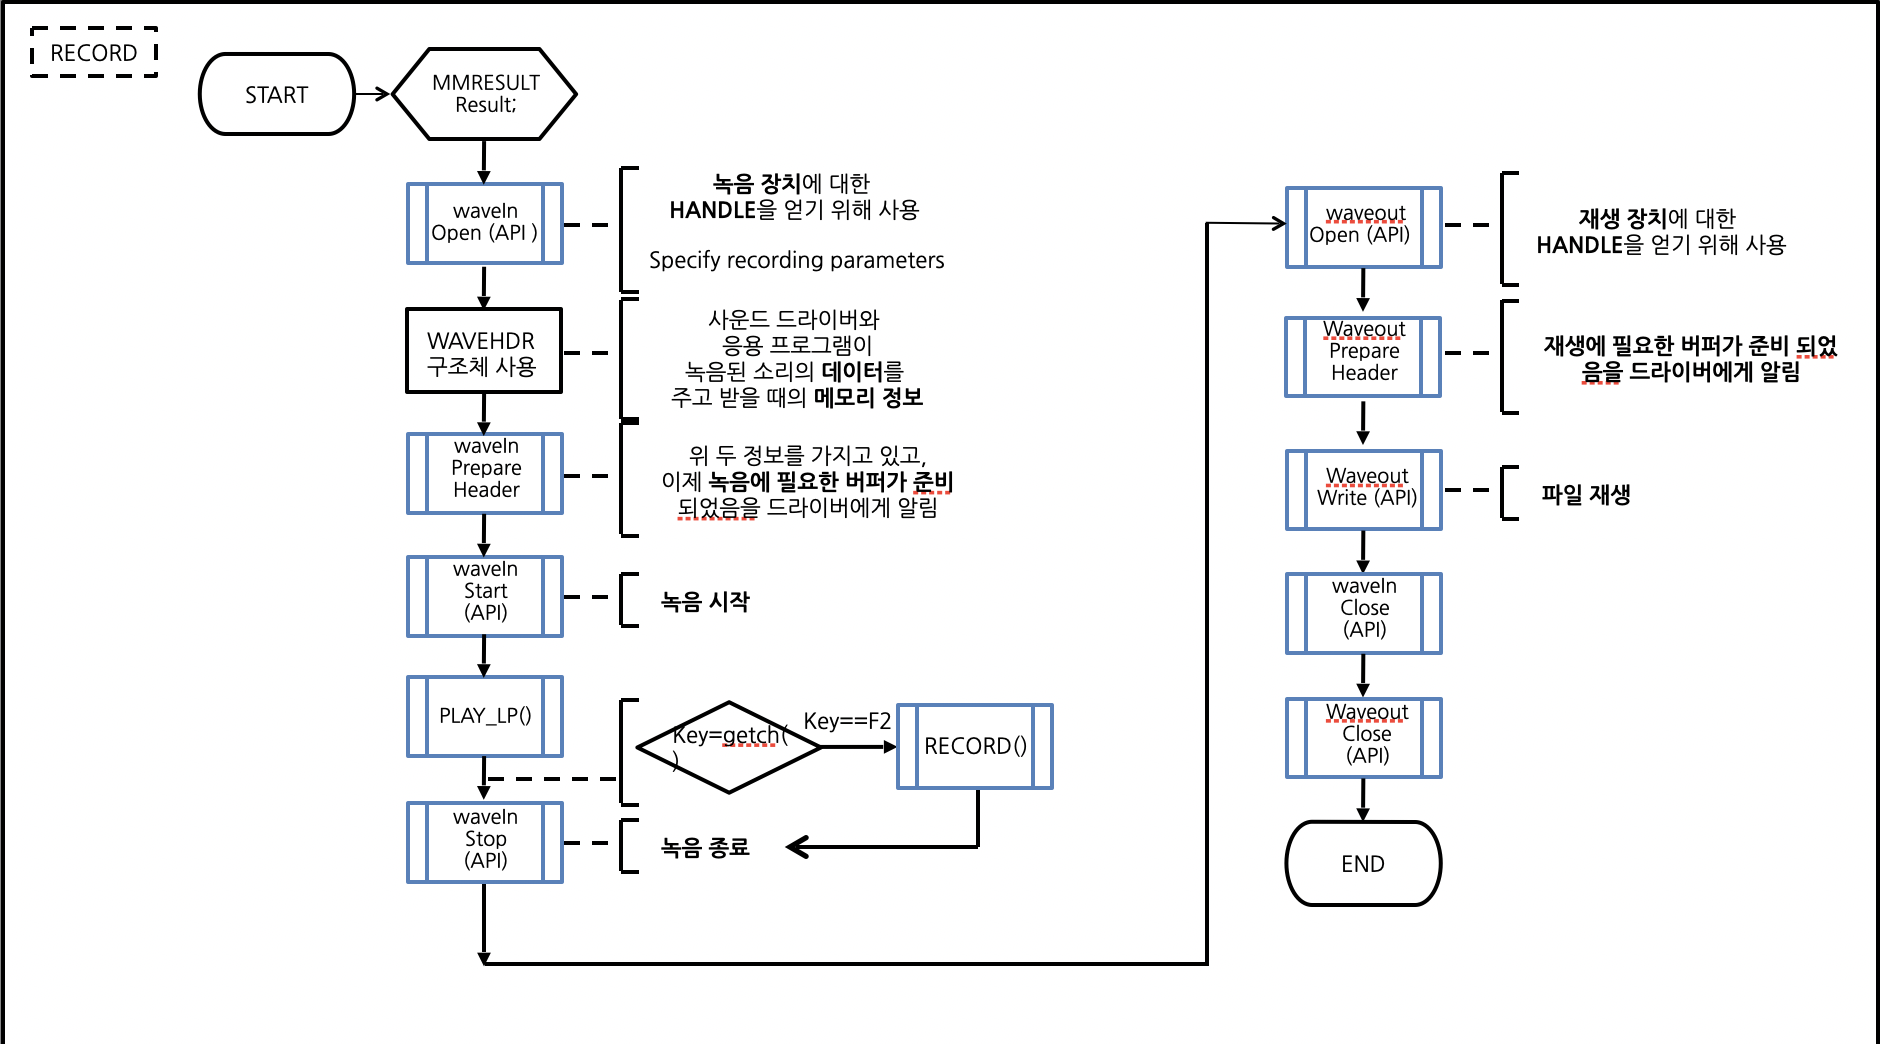 RECORD
START
MMRESULT
Result;
waveIn
Open (API )
녹음 장치에 대한
HANDLE을 얻기 위해 사용
Specify recording parameters
WAVEHDR
구조체 사용
사운드 드라이버와
응용 프로그램이
녹음된 소리의 데이터를
주고 받을 때의 메모리 정보
waveIn
Prepare
Header
위 두 정보를 가지고 있고,
이제 녹음에 필요한 버퍼가 준비
되었음을 드라이버에게 알림
waveIn
Start
(API)
녹음 시작
PLAY_LP()
Key=getch(
)
Key==F2
RECORD()
waveIn
Stop
(API)
녹음 종료
waveout
Open (API)
재생 장치에 대한
HANDLE을 얻기 위해 사용
Waveout
Prepare
Header
재생에 필요한 버퍼가 준비 되었
음을 드라이버에게 알림
Waveout
Write (API)
파일 재생
waveIn
Close
(API)
Waveout
Close
(API)
END